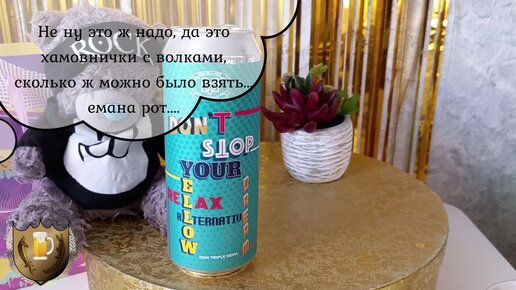 Не ну это ж надо, да это
хамовнички с волками,
сколько ж можно было взять...
емана рот....
ROCK
DON'T
STOP
YOUR
YELLOW
RELAX
ALTERNATIV
DREAM
DDH TRIPLE NEIPA